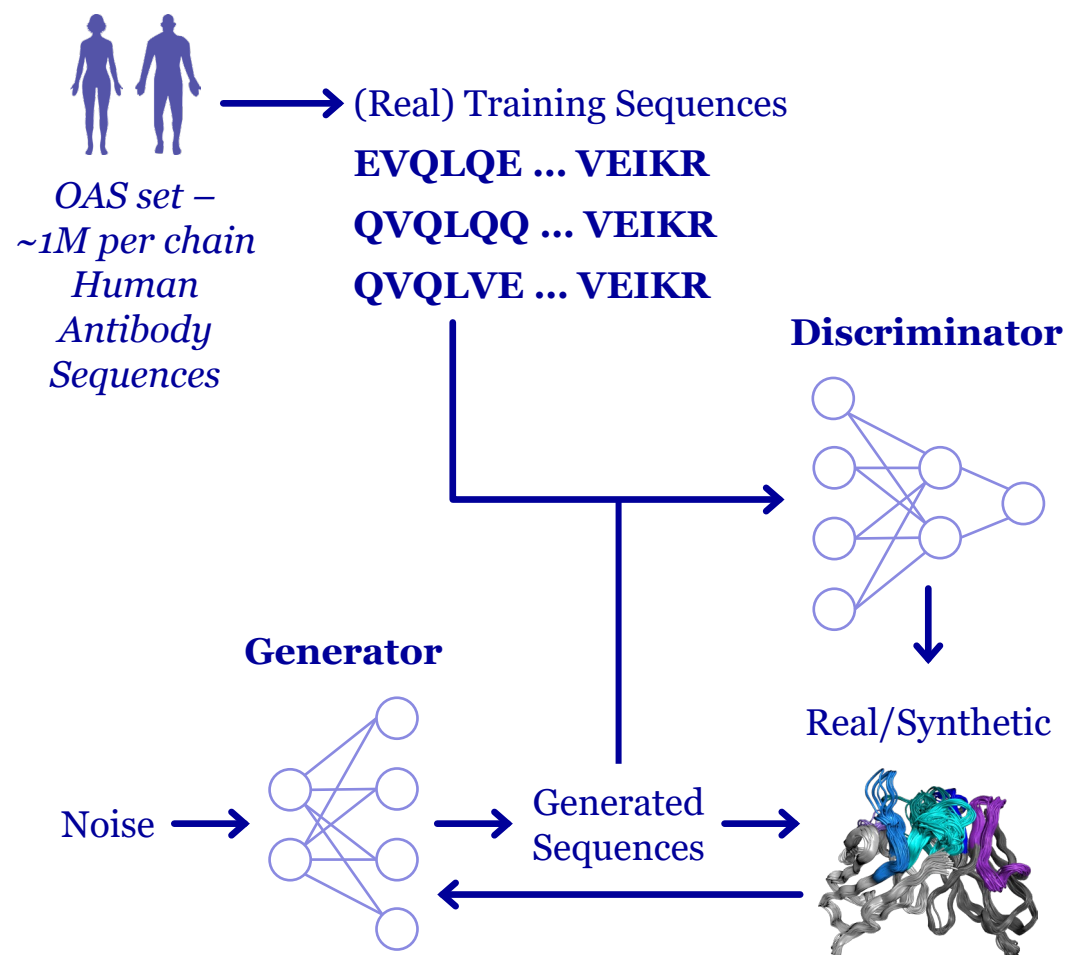 (Real) Training Sequences
EVQLQE ... VEIKR
QVQLQQ ... VEIKR
QVQLVE ... VEIKR
OAS set –
~1M per chain
Human
Antibody
Sequences
Discriminator
Generator
Real/Synthetic
Noise
Generated
Sequences